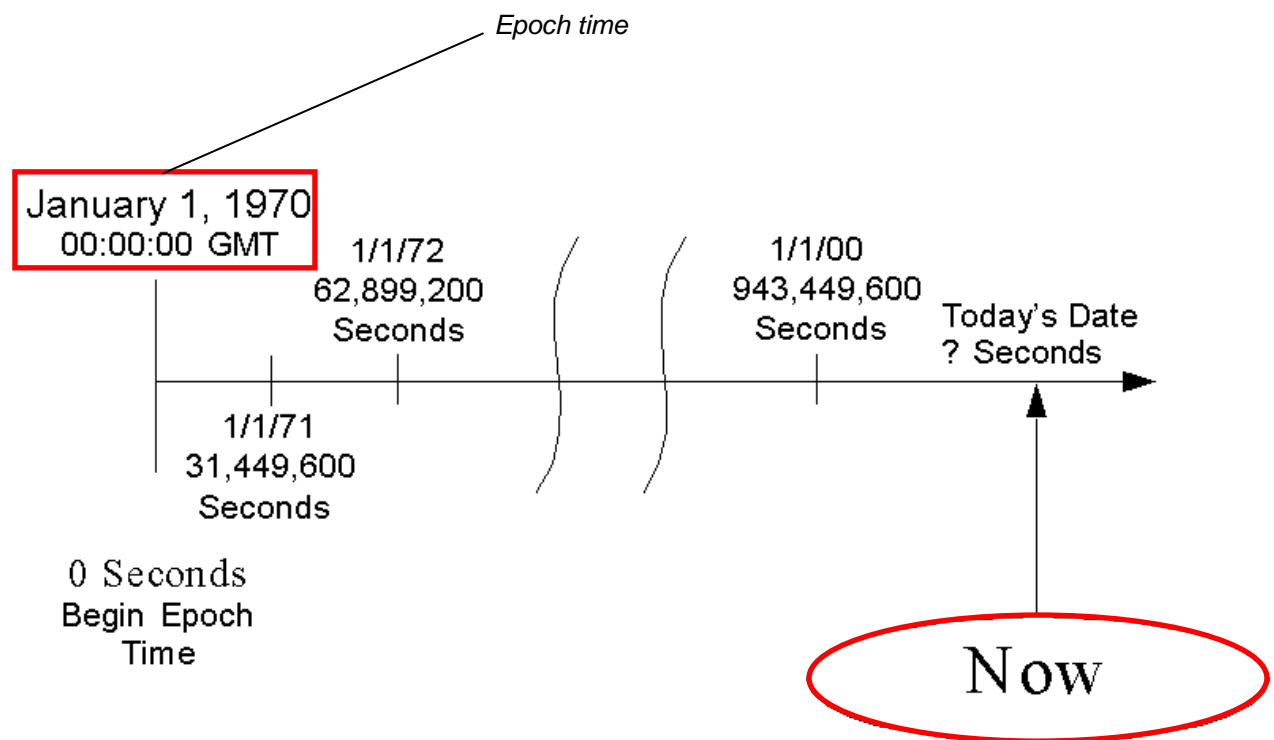 Epoch time
January 1, 1970
00:00:00 GMT
1/1/72
62,899,200
Seconds
1/1/00
943,449,600
Seconds
Today's Date
? Seconds
1/1/71
31,449,600
Seconds
0 Seconds
Begin Epoch
Time
Now